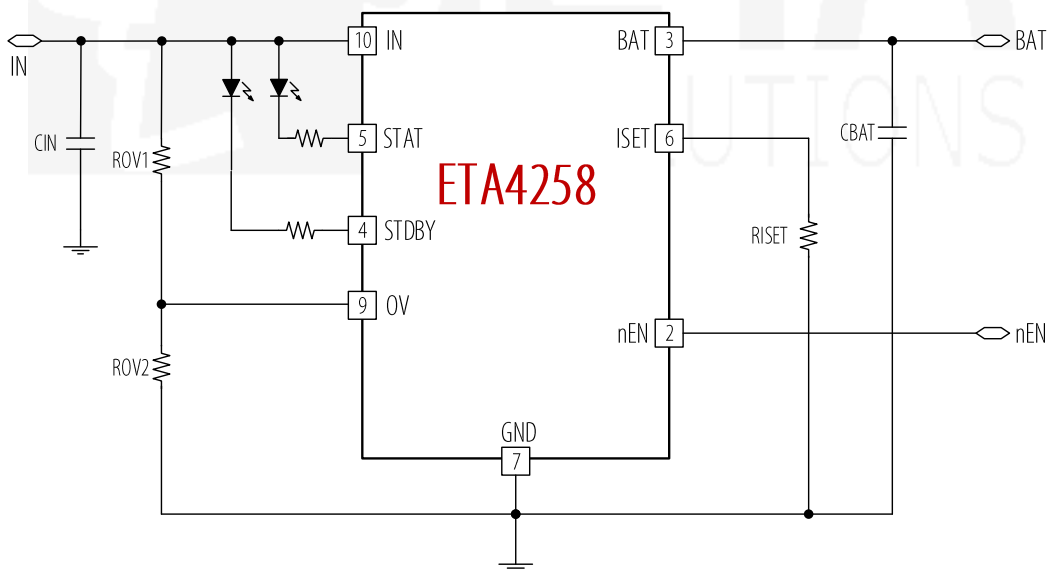 10 IN
BAT 3
BAT
IN
CIN
ROV1
5 STAT
ISET 6
CBAT
UTIONS
ETA4258
4 STDBY
RISET
9 OV
nEN 2
nEN
ROV2
GND
7